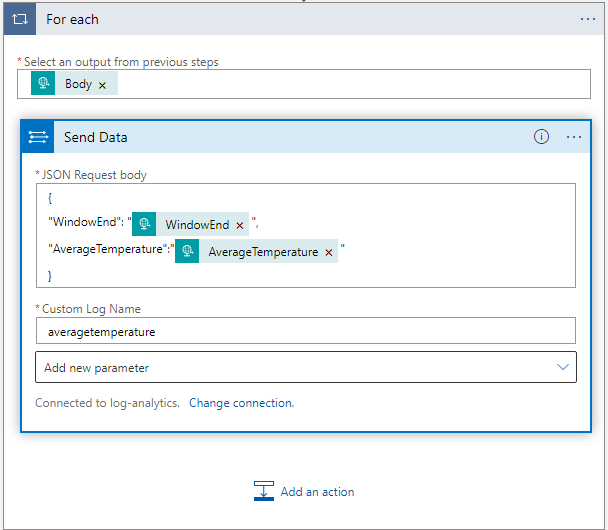 For each
* Select an output from previous steps
Body ×
Send Data
* JSON Request body
{
"WindowEnd": " WindowEnd × ",
"AverageTemperature":" AverageTemperature × "
}
* Custom Log Name
averagetemperature
Add new parameter
Connected to log-analytics. Change connection.
Add an action